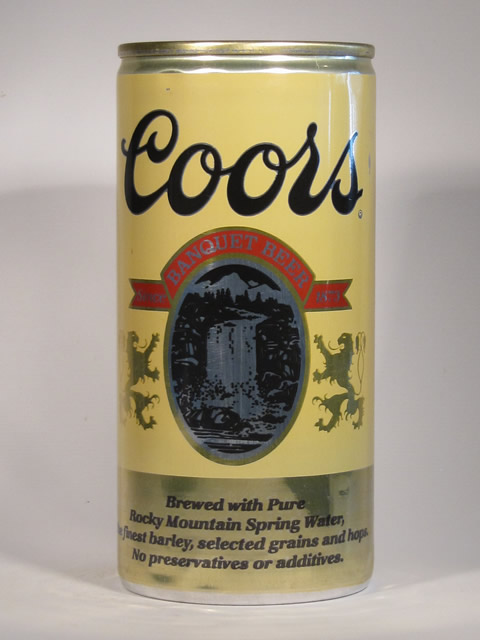 Coors
BANQUET BEER
Brewed with Pure
Rocky Mountain Spring Water,
finest barley, selected grains and hops.
No preservatives or additives.